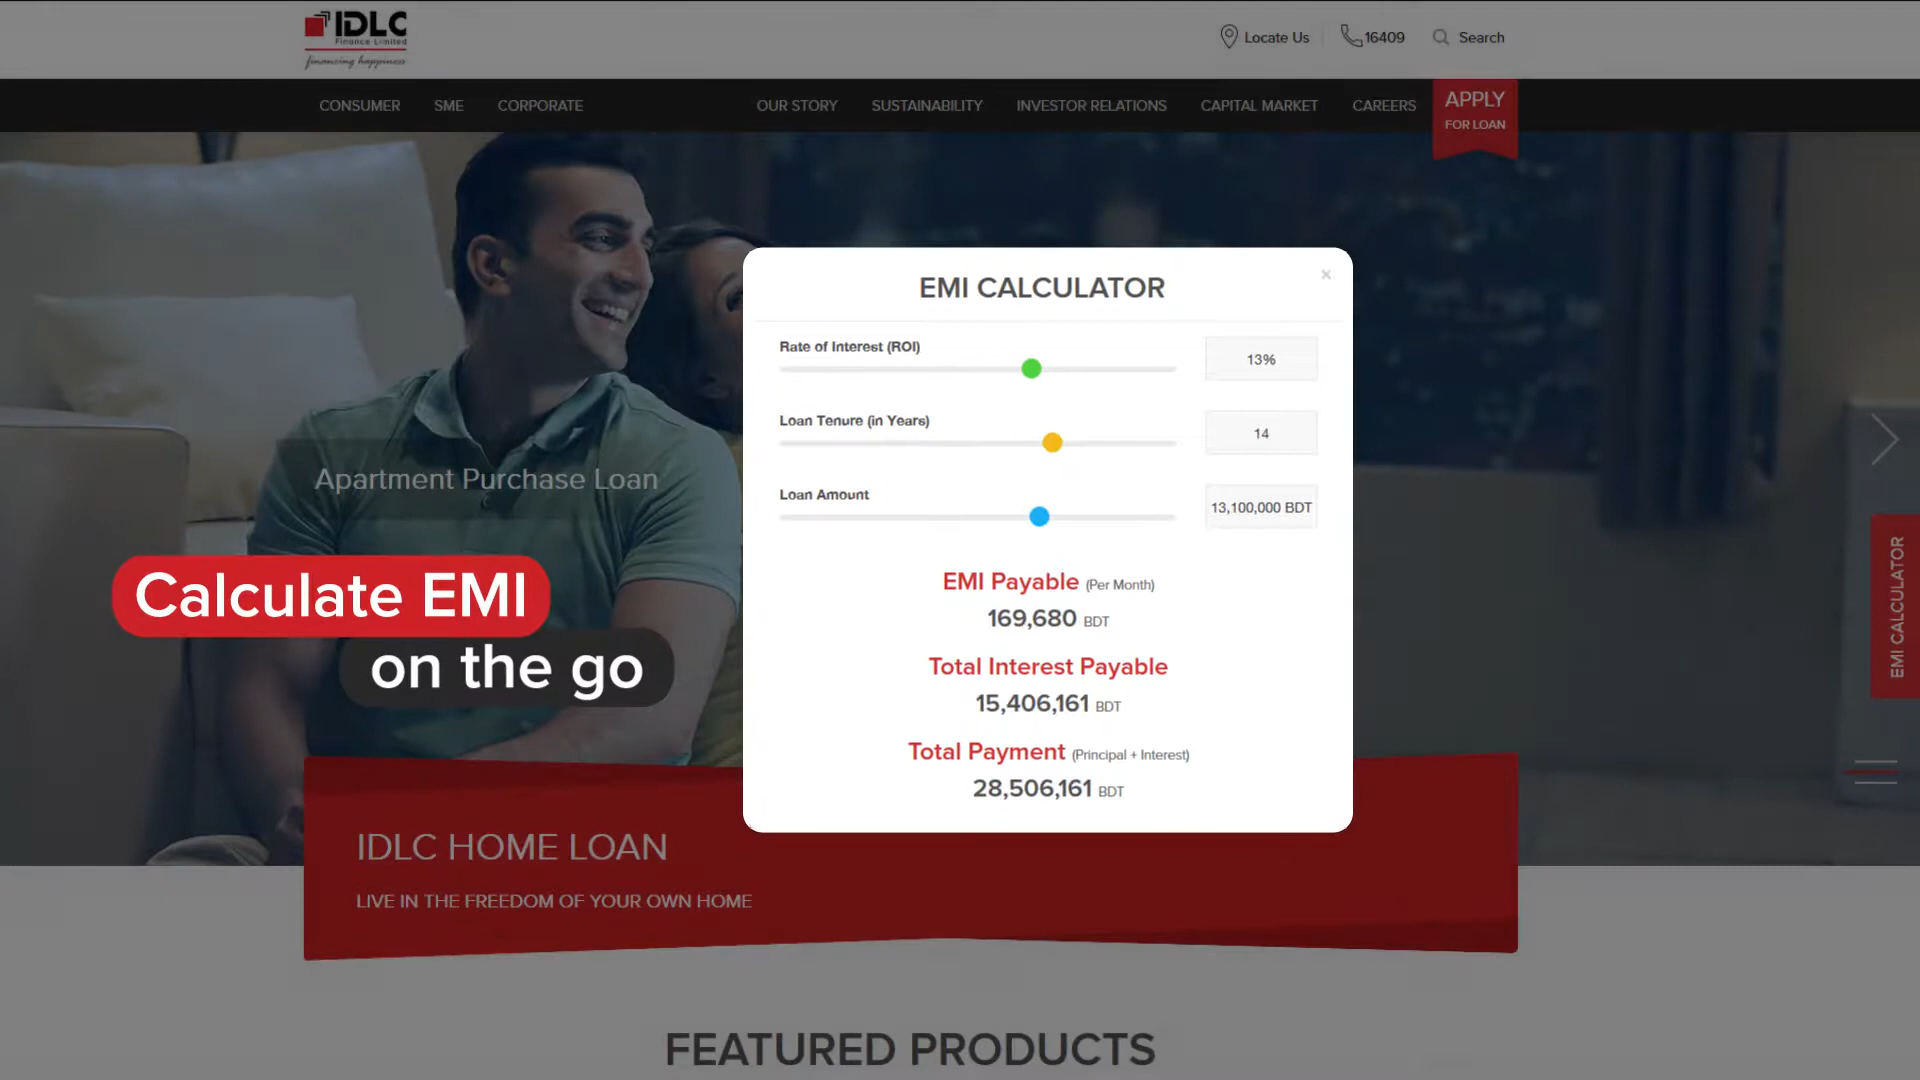 IDLC
Finance Limited
financing happiness
Locate Us
16409
Search
CONSUMER
SME
CORPORATE
OUR STORY
SUSTAINABILITY
INVESTOR RELATIONS
CAPITAL MARKET
CAREERS
APPLY
FOR LOAN
EMI CALCULATOR
×
Rate of Interest (ROI)
13%
Loan Tenure (in Years)
14
Loan Amount
13,100,000 BDT
EMI Payable (Per Month)
169,680 BDT
Total Interest Payable
15,406,161 BDT
Total Payment (Principal + Interest)
28,506,161 BDT
Apartment Purchase Loan
Calculate EMI
on the go
EMI CALCULATOR
IDLC HOME LOAN
LIVE IN THE FREEDOM OF YOUR OWN HOME
FEATURED PRODUCTS